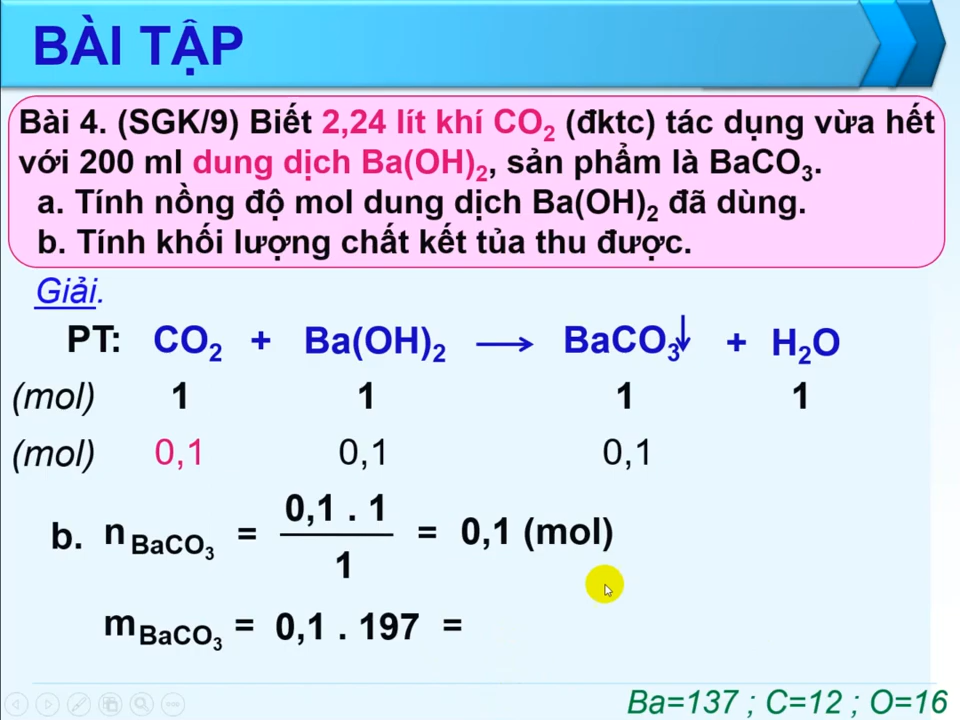 BÀI TẬP
Bài 4. (SGK/9) Biết 2,24 lít khí CO₂ (đktc) tác dụng vừa hết
với 200 ml dung dịch Ba(OH)₂, sản phẩm là BaCO₃.
a. Tính nồng độ mol dung dịch Ba(OH)₂ đã dùng.
b. Tính khối lượng chất kết tủa thu được.
Giải.
PT: CO₂ + Ba(OH)₂ ⟶ BaCO₃↓ + H₂O
(mol) 1 1 1 1
(mol) 0,1 0,1 0,1
b. n BaCO₃ = 0,1 . 1 / 1 = 0,1 (mol)
m BaCO₃ = 0,1 . 197 =
Ba=137 ; C=12 ; O=16